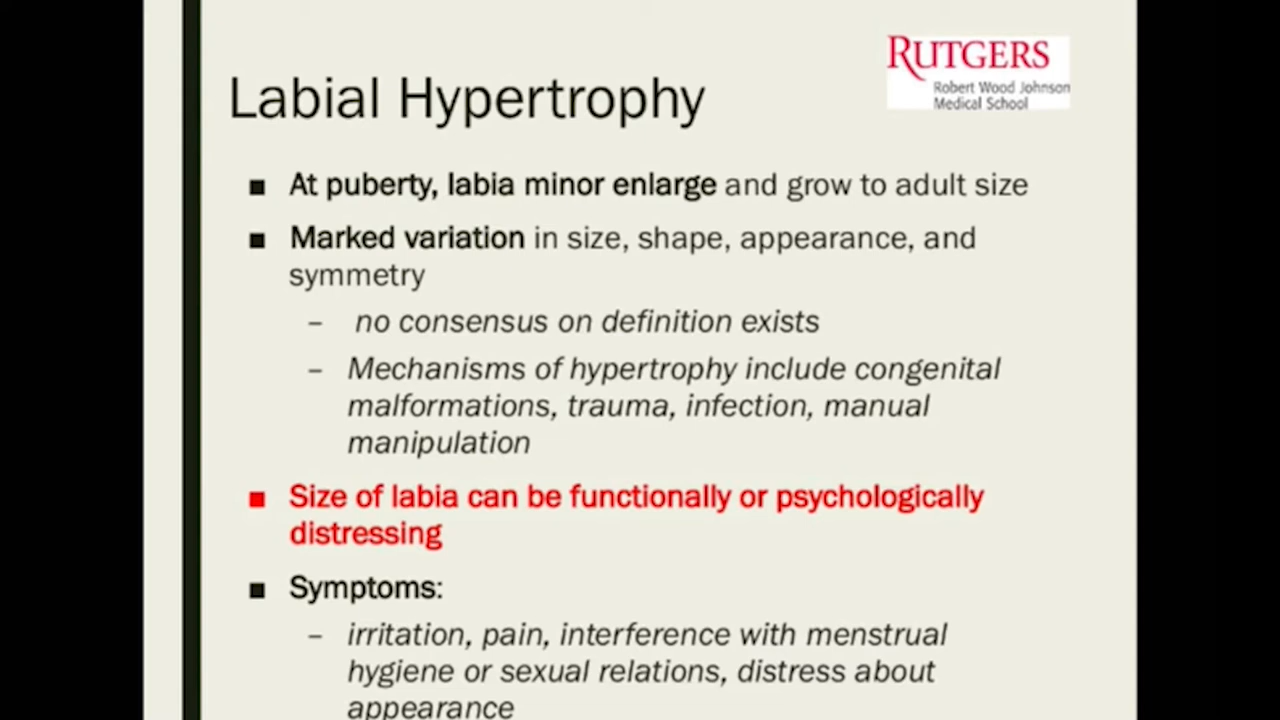 RUTGERS
Robert Wood Johnson
Medical School
Labial Hypertrophy
■ At puberty, labia minor enlarge and grow to adult size
■ Marked variation in size, shape, appearance, and
symmetry
– no consensus on definition exists
– Mechanisms of hypertrophy include congenital
malformations, trauma, infection, manual
manipulation
■ Size of labia can be functionally or psychologically
distressing
■ Symptoms:
– irritation, pain, interference with menstrual
hygiene or sexual relations, distress about
appearance